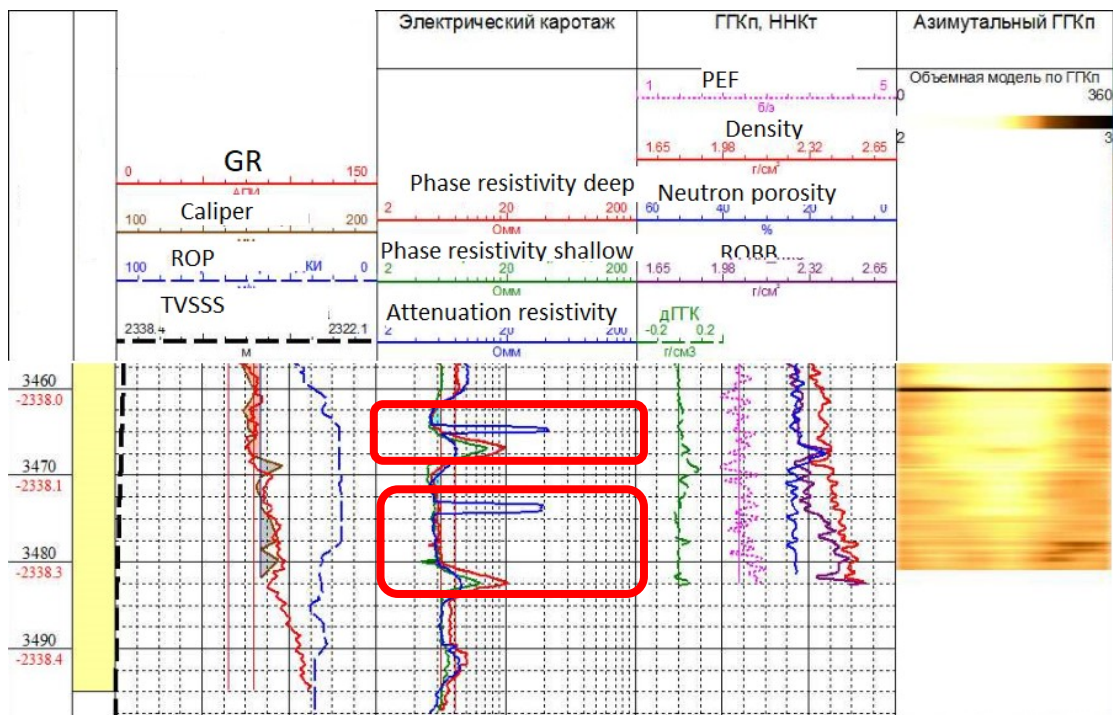 Электрический каротаж
ГГКп, ННКт
Азимутальный ГГКп
PEF
1 5
б/э
Объемная модель по ГГКп
0 360
2 3
Density
1.65 1.98 2.32 2.65
г/см³
GR
0 150
Phase resistivity deep
2 20 200
Омм
Neutron porosity
60 40 20 0
%
Caliper
100 200
ROP
100 КИ 0
Phase resistivity shallow
2 20 200
Омм
1.65 1.98 2.32 2.65
г/см³
TVSSS
2338.4 2322.1
м
Attenuation resistivity
2 20 200
Омм
дГГК
-0.2 0.2
г/см3
3460
-2338.0
3470
-2338.1
3480
-2338.3
3490
-2338.4